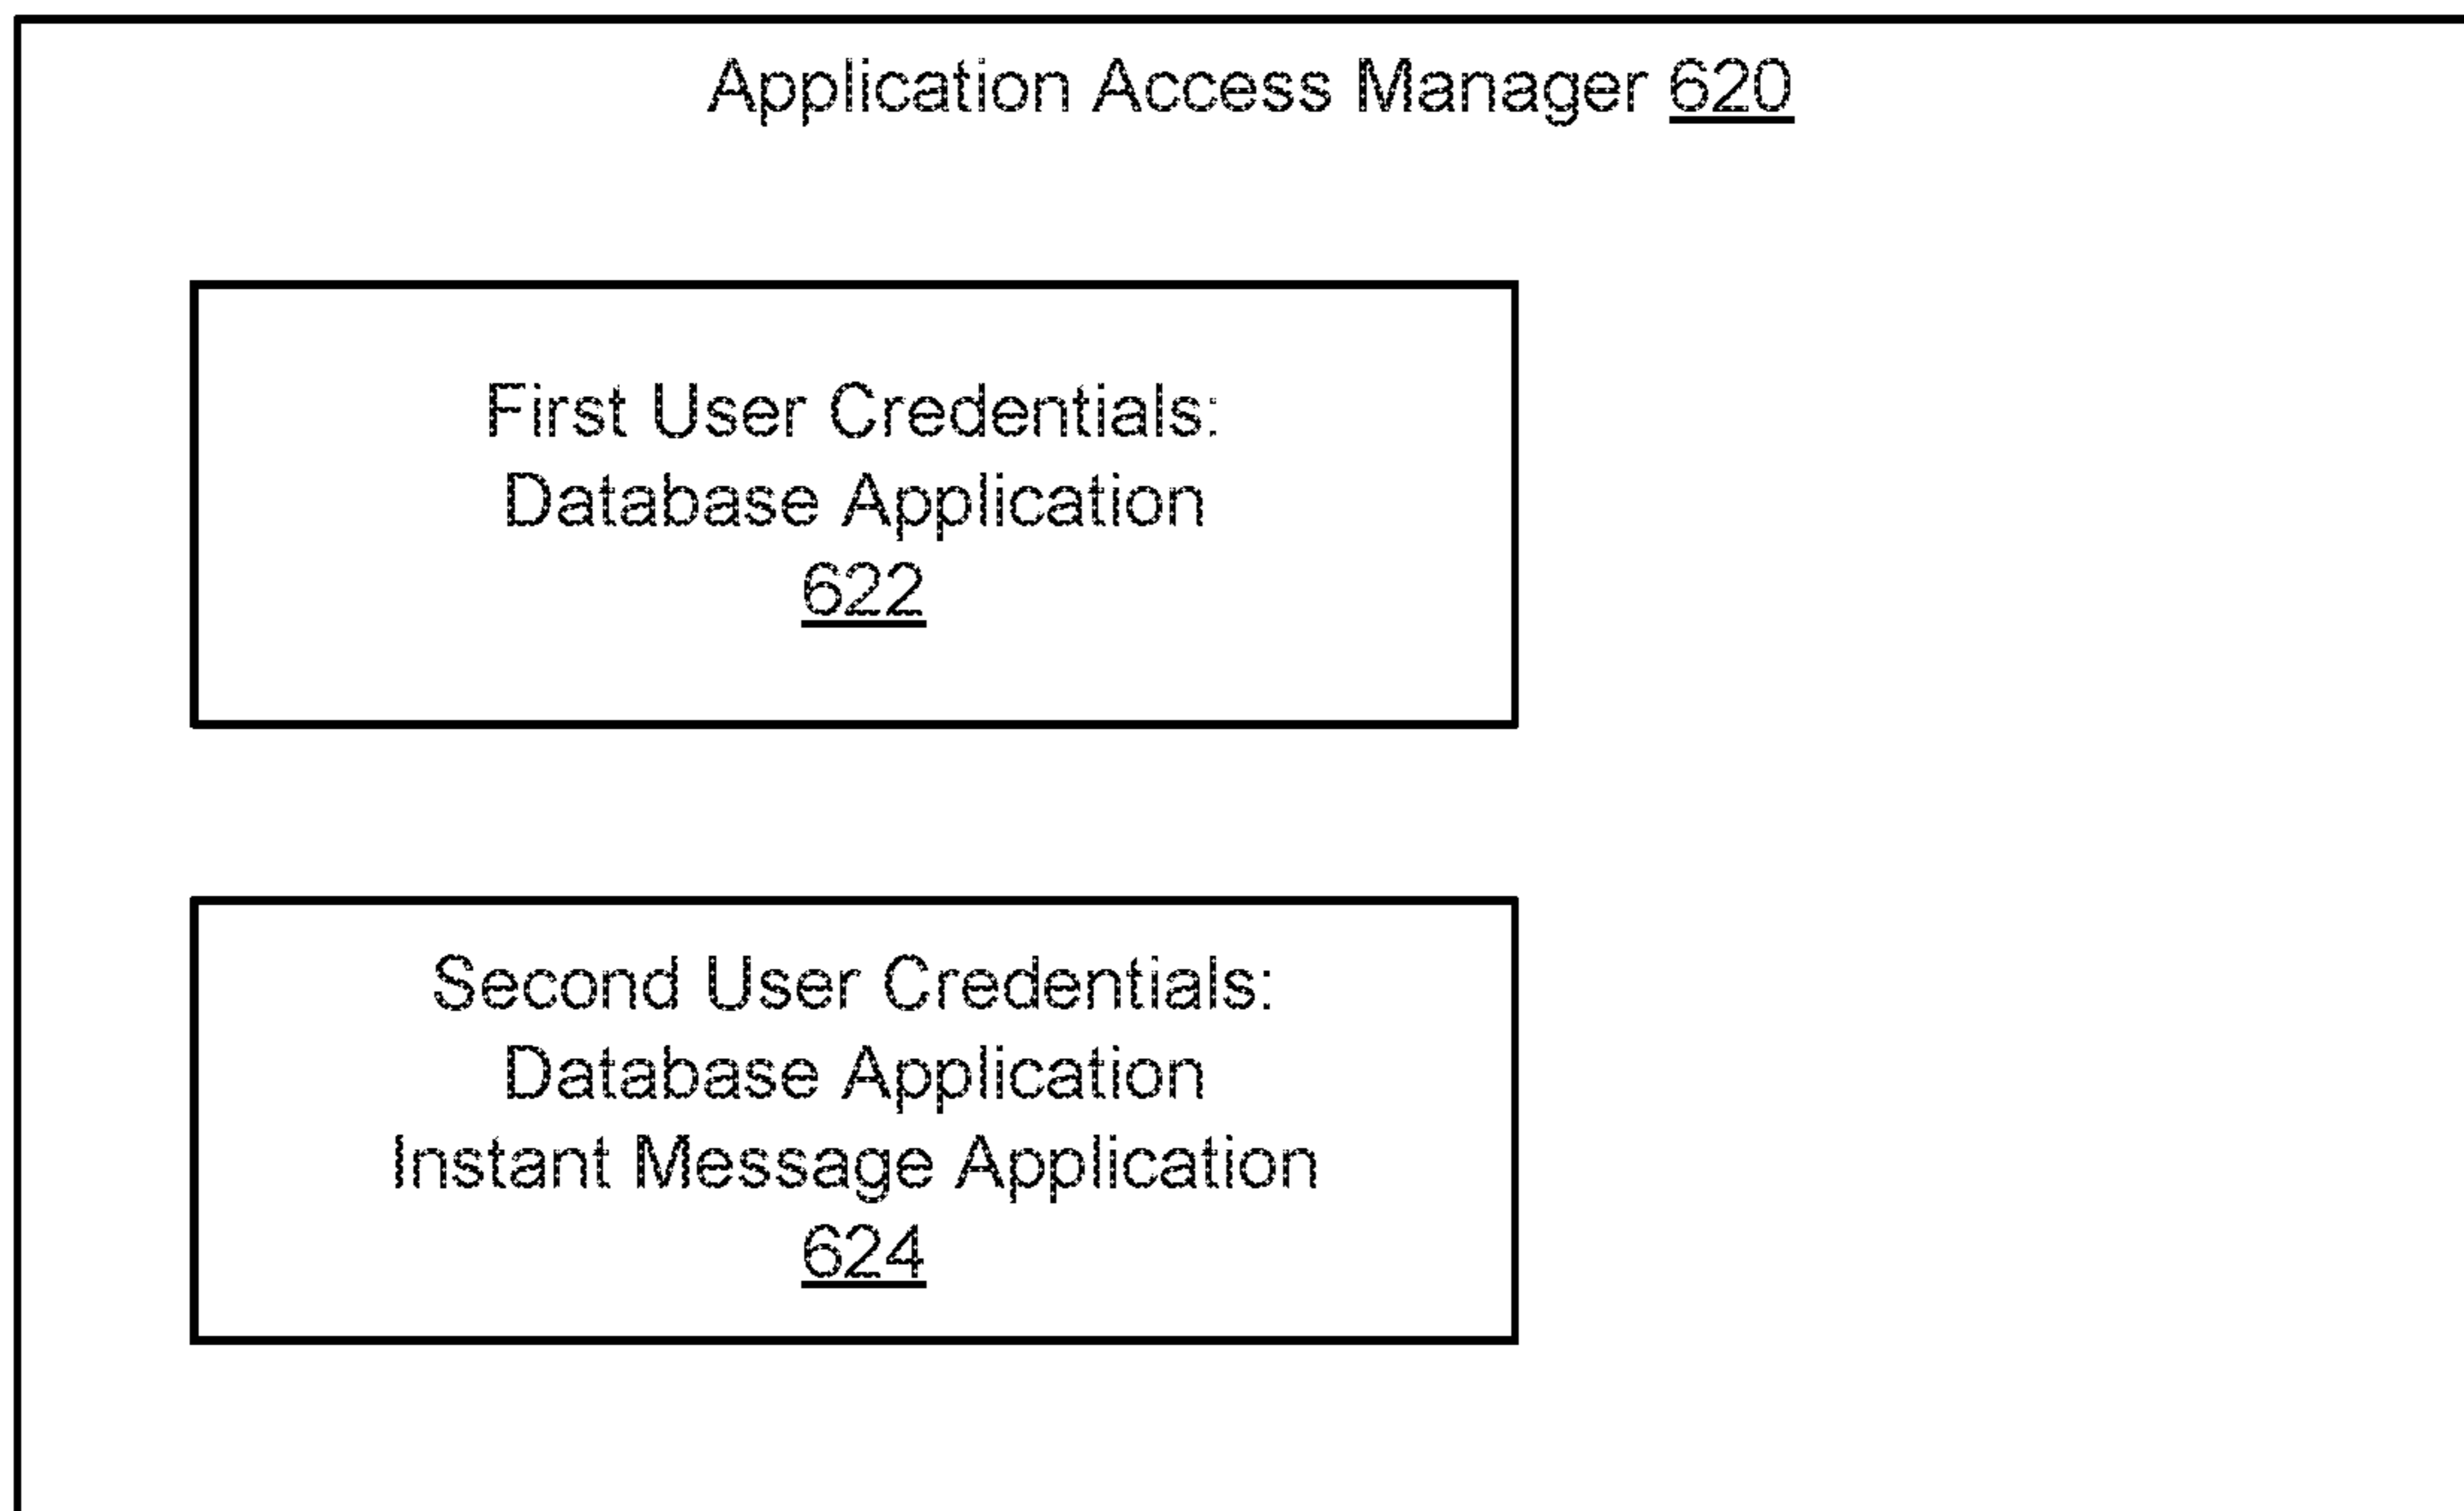 Application Access Manager 620
First User Credentials:
Database Application
622
Second User Credentials:
Database Application
Instant Message Application
624